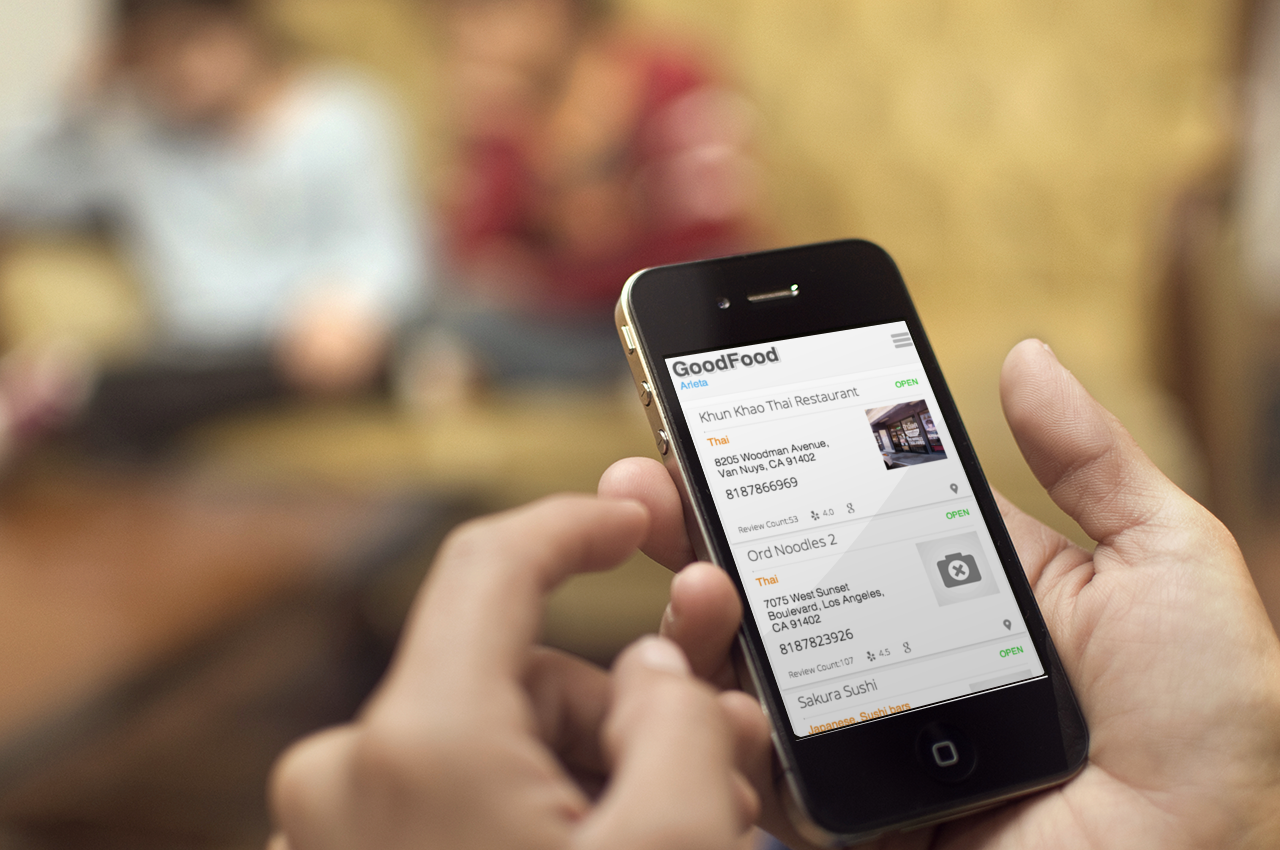 GoodFood
Arleta
Khun Khao Thai Restaurant
OPEN
Thai
8205 Woodman Avenue,
Van Nuys, CA 91402
8187866969
Review Count:53 4.0
OPEN
Ord Noodles 2
Thai
7075 West Sunset
Boulevard, Los Angeles,
CA 91402
8187823926
Review Count:107 4.5
OPEN
Sakura Sushi
Japanese, Sushi bars